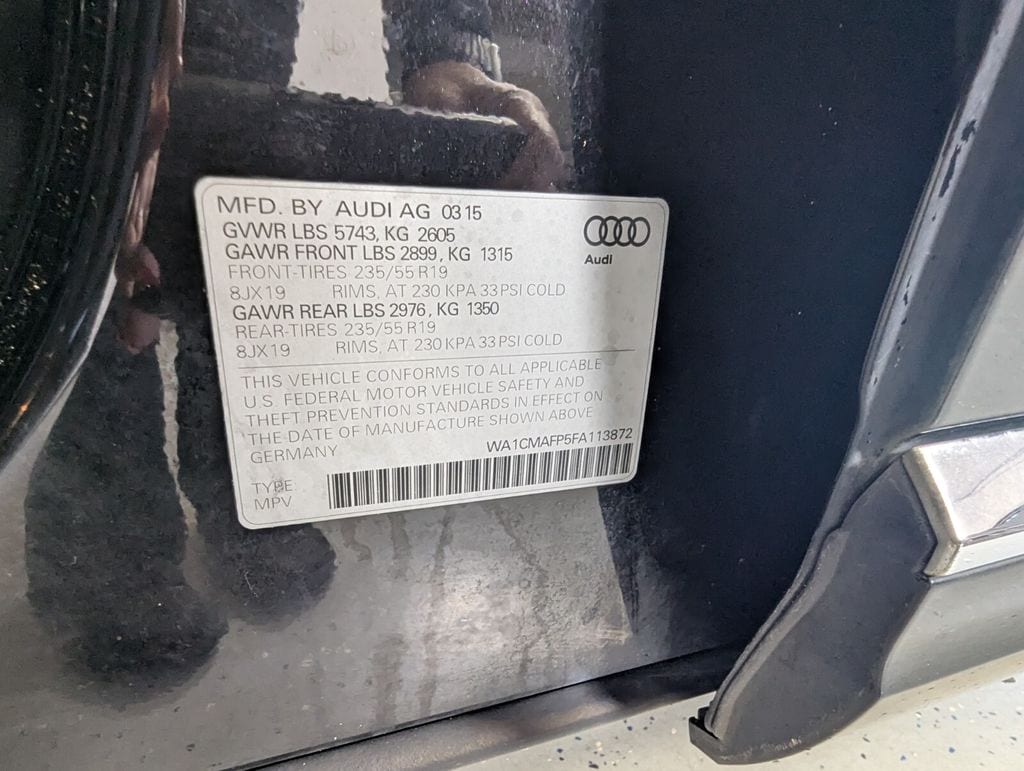 MFD. BY AUDI AG 0315
GVWR LBS 5743, KG 2605
GAWR FRONT LBS 2899, KG 1315
FRONT-TIRES 235/55 R19
8JX19 RIMS, AT 230 KPA 33 PSI COLD
GAWR REAR LBS 2976, KG 1350
REAR-TIRES 235/55 R19
8JX19 RIMS, AT 230 KPA 33 PSI COLD
Audi
THIS VEHICLE CONFORMS TO ALL APPLICABLE
U.S. FEDERAL MOTOR VEHICLE SAFETY AND
THEFT PREVENTION STANDARDS IN EFFECT ON
THE DATE OF MANUFACTURE SHOWN ABOVE
GERMANY WA1CMAFP5FA113872
TYPE:
MPV